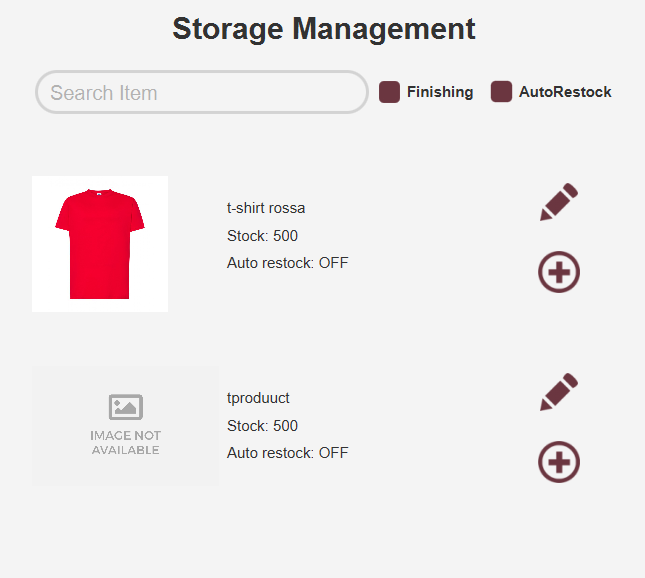 Storage Management
Search Item
Finishing
AutoRestock
t-shirt rossa
Stock: 500
Auto restock: OFF
IMAGE NOT
AVAILABLE
tproduuct
Stock: 500
Auto restock: OFF